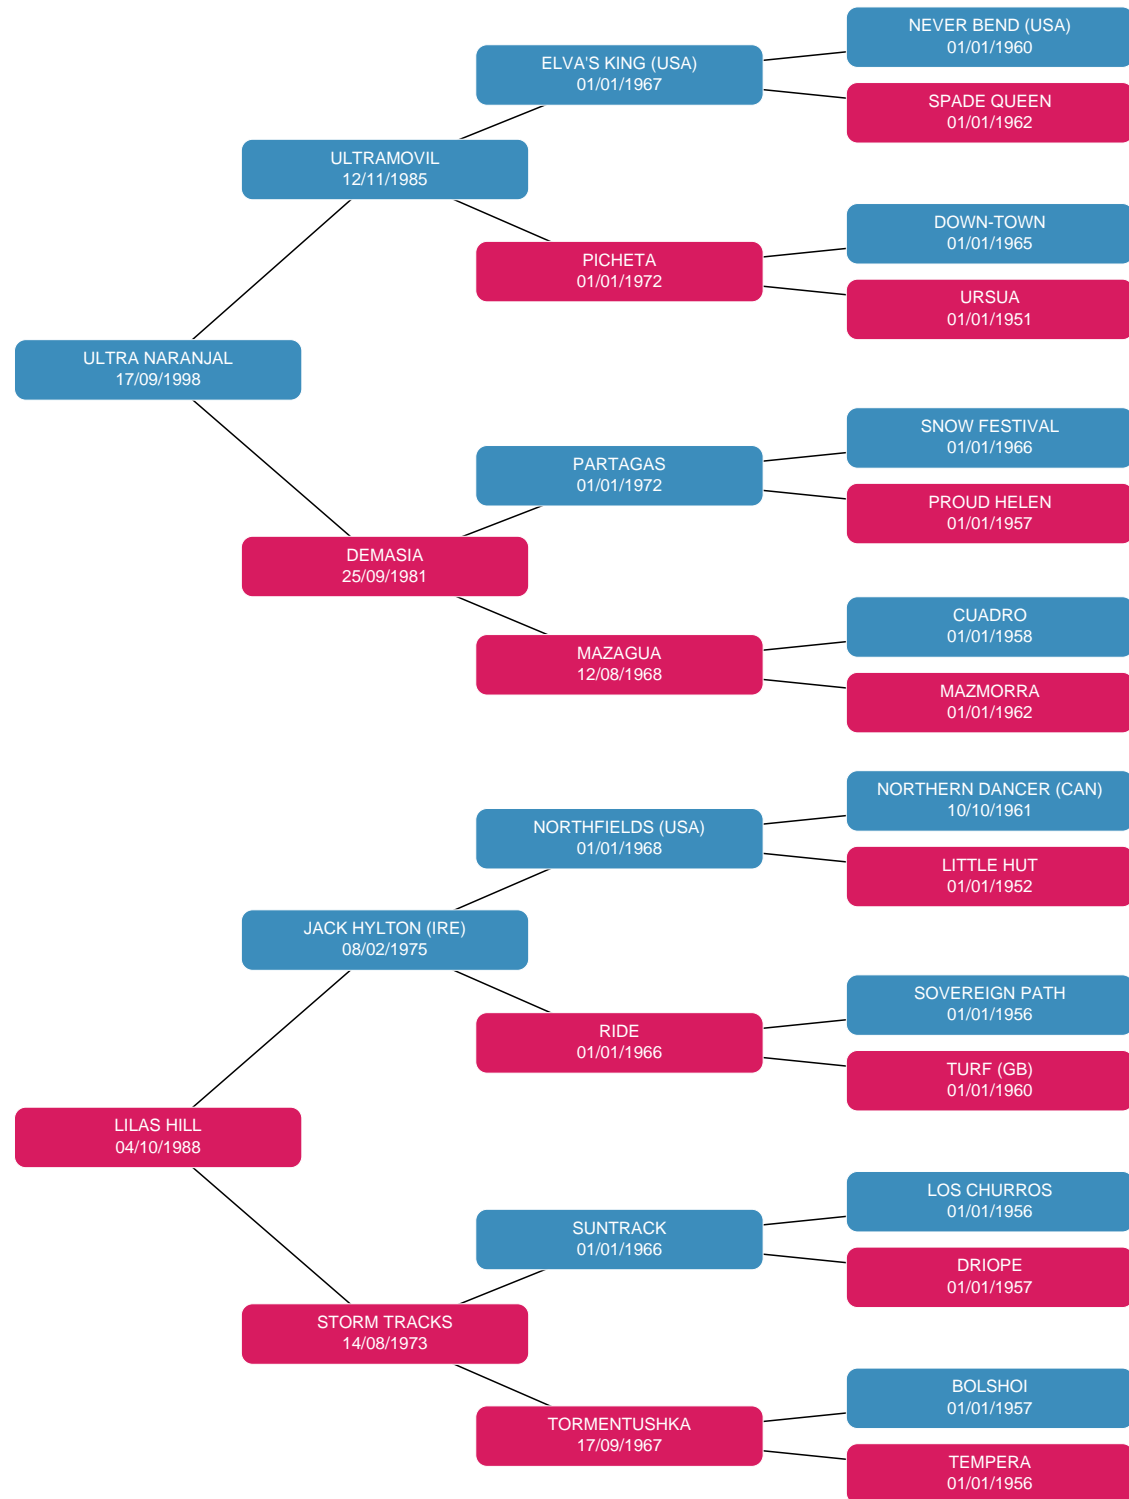 NEVER BEND (USA)
01/01/1960
ELVA'S KING (USA)
01/01/1967
SPADE QUEEN
01/01/1962
ULTRAMOVIL
12/11/1985
DOWN-TOWN
01/01/1965
PICHETA
01/01/1972
URSUA
01/01/1951
ULTRA NARANJAL
17/09/1998
SNOW FESTIVAL
01/01/1966
PARTAGAS
01/01/1972
PROUD HELEN
01/01/1957
DEMASIA
25/09/1981
CUADRO
01/01/1958
MAZAGUA
12/08/1968
MAZMORRA
01/01/1962
NORTHERN DANCER (CAN)
10/10/1961
NORTHFIELDS (USA)
01/01/1968
LITTLE HUT
01/01/1952
JACK HYLTON (IRE)
08/02/1975
SOVEREIGN PATH
01/01/1956
RIDE
01/01/1966
TURF (GB)
01/01/1960
LILAS HILL
04/10/1988
LOS CHURROS
01/01/1956
SUNTRACK
01/01/1966
DRIOPE
01/01/1957
STORM TRACKS
14/08/1973
BOLSHOI
01/01/1957
TORMENTUSHKA
17/09/1967
TEMPERA
01/01/1956